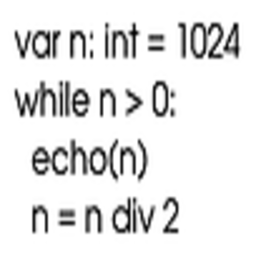 var n: int = 1024
while n > 0:
  echo(n)
  n = n div 2